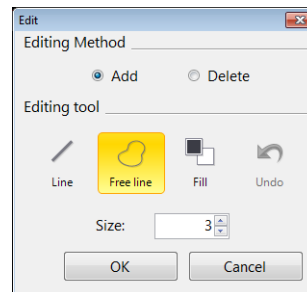 Edit
Editing Method
Add Delete
Editing tool
Line Free line Fill Undo
Size: 3
OK Cancel